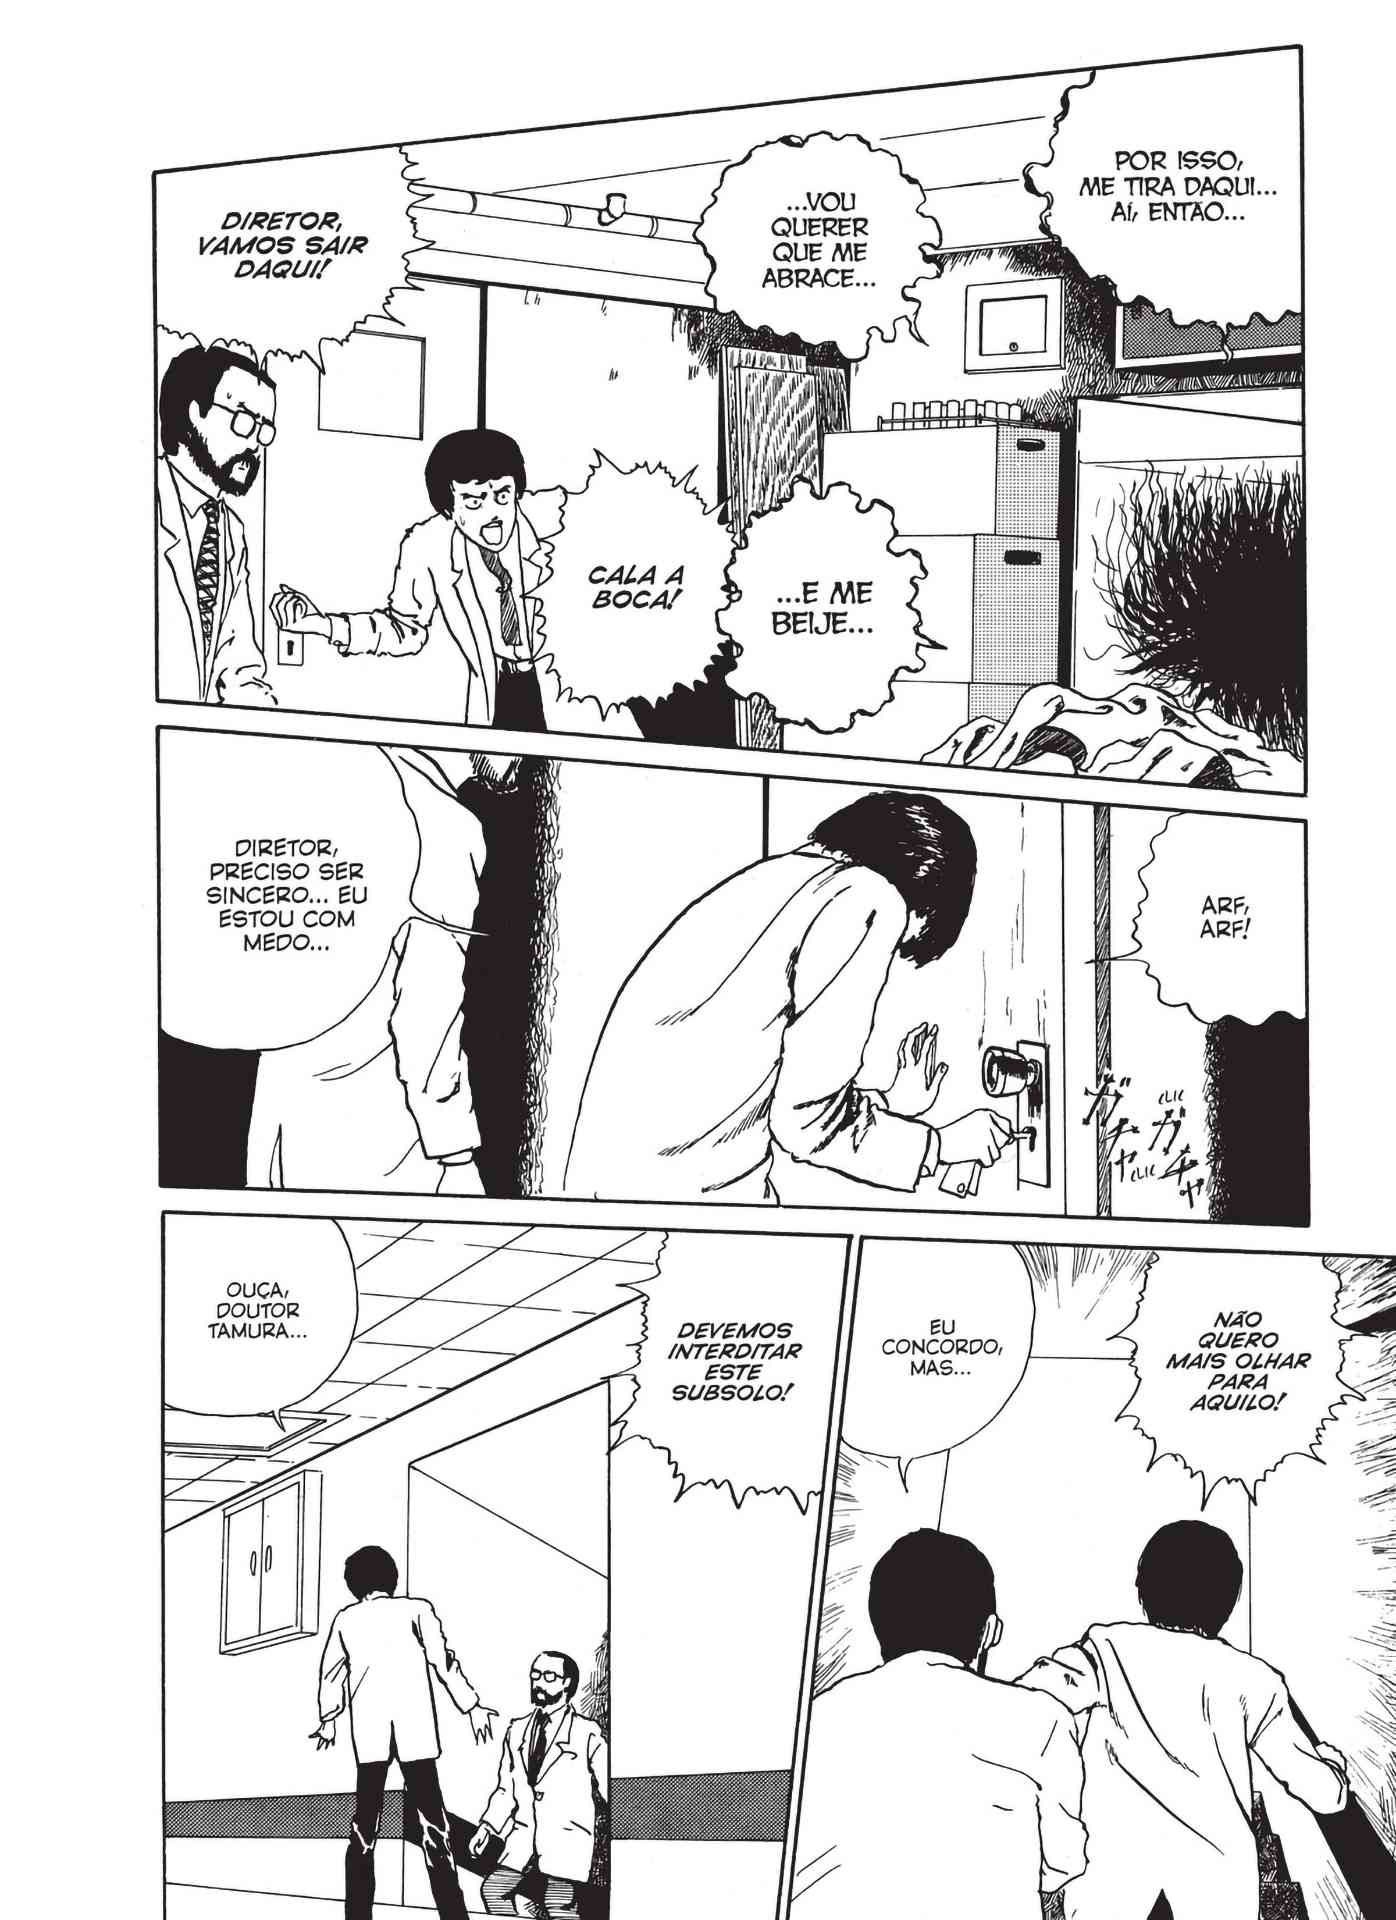 POR ISSO,
ME TIRA DAQUI...
AÍ, ENTÃO...
...VOU
QUERER
QUE ME
ABRACE...
...E ME
BEIJE...
CALA A
BOCA!
DIRETOR,
VAMOS SAIR
DAQUI!
ARF,
ARF!
ガチャ
CLIC
ガチャ
CLIC
DIRETOR,
PRECISO SER
SINCERO... EU
ESTOU COM
MEDO...
NÃO
QUERO
MAIS OLHAR
PARA
AQUILO!
EU
CONCORDO,
MAS...
DEVEMOS
INTERDITAR
ESTE
SUBSOLO!
OUÇA,
DOUTOR
TAMURA...